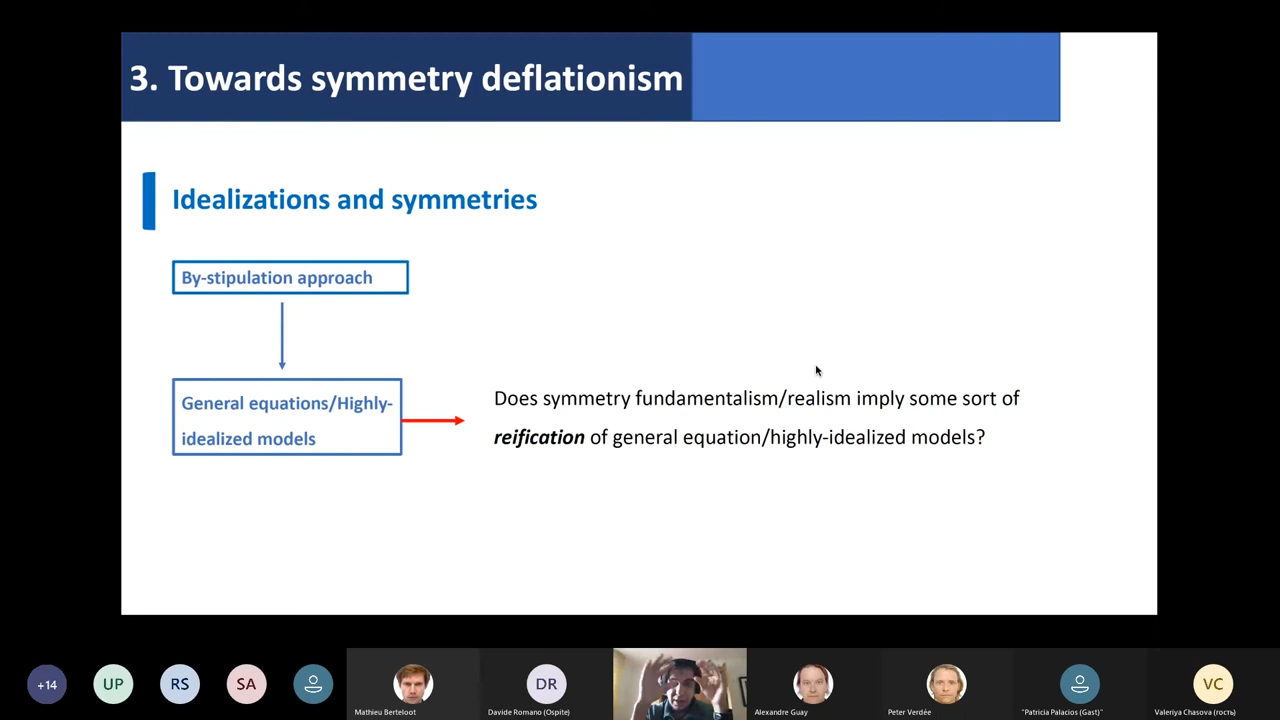 3. Towards symmetry deflationism
Idealizations and symmetries
By-stipulation approach
General equations/Highly-
idealized models
Does symmetry fundamentalism/realism imply some sort of
reification of general equation/highly-idealized models?
+14
UP
RS
SA
Mathieu Berteloot
DR
Davide Romano (Ospite)
Alexandre Guay
Peter Verdée
"Patricia Palacios (Gast)"
VC
Valeriya Chasova (гость)